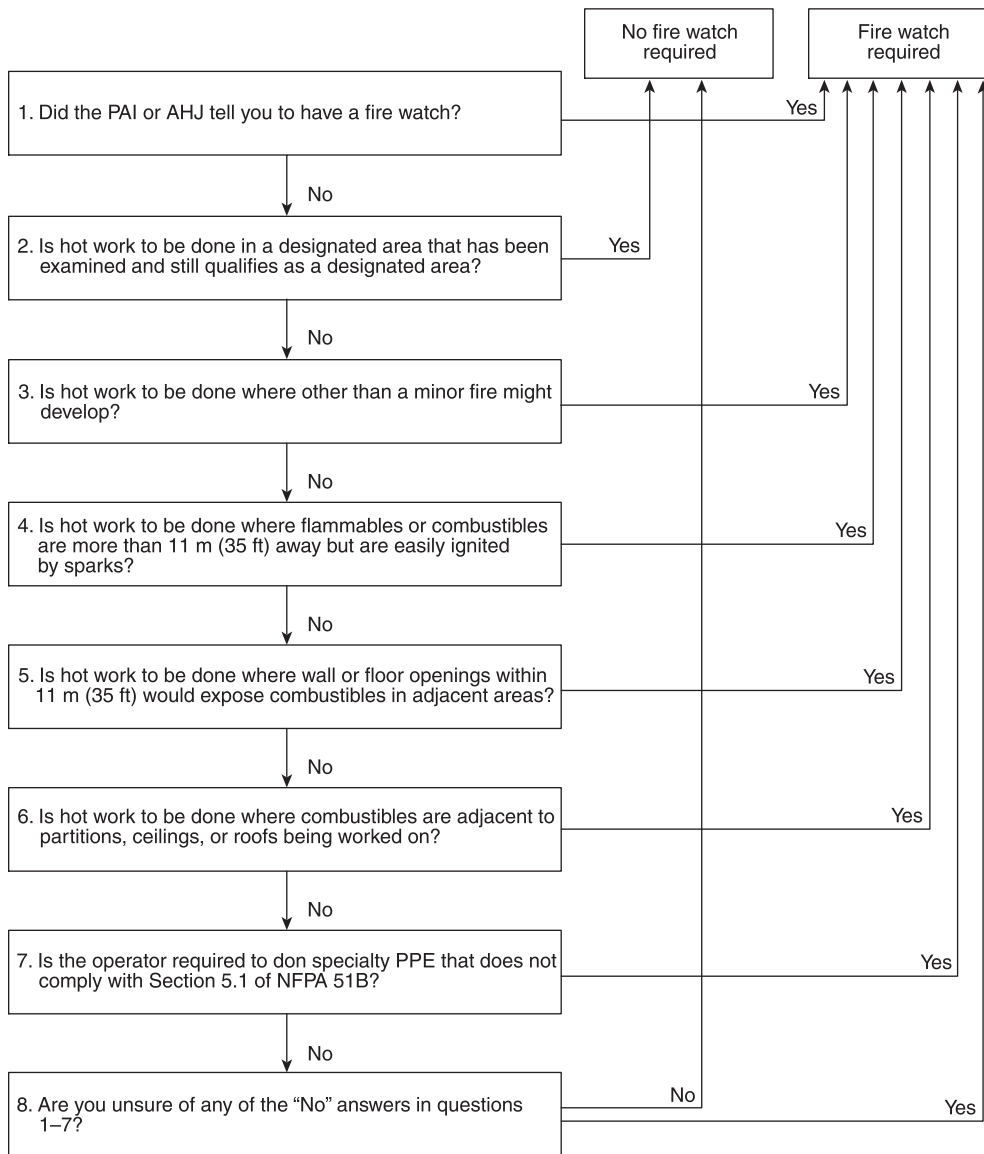 No fire watch
required
Fire watch
required
1. Did the PAI or AHJ tell you to have a fire watch?
Yes
No
2. Is hot work to be done in a designated area that has been
examined and still qualifies as a designated area?
Yes
No
3. Is hot work to be done where other than a minor fire might
develop?
Yes
No
4. Is hot work to be done where flammables or combustibles
are more than 11 m (35 ft) away but are easily ignited
by sparks?
Yes
No
5. Is hot work to be done where wall or floor openings within
11 m (35 ft) would expose combustibles in adjacent areas?
Yes
No
6. Is hot work to be done where combustibles are adjacent to
partitions, ceilings, or roofs being worked on?
Yes
No
7. Is the operator required to don specialty PPE that does not
comply with Section 5.1 of NFPA 51B?
Yes
No
8. Are you unsure of any of the “No” answers in questions
1–7?
No
Yes